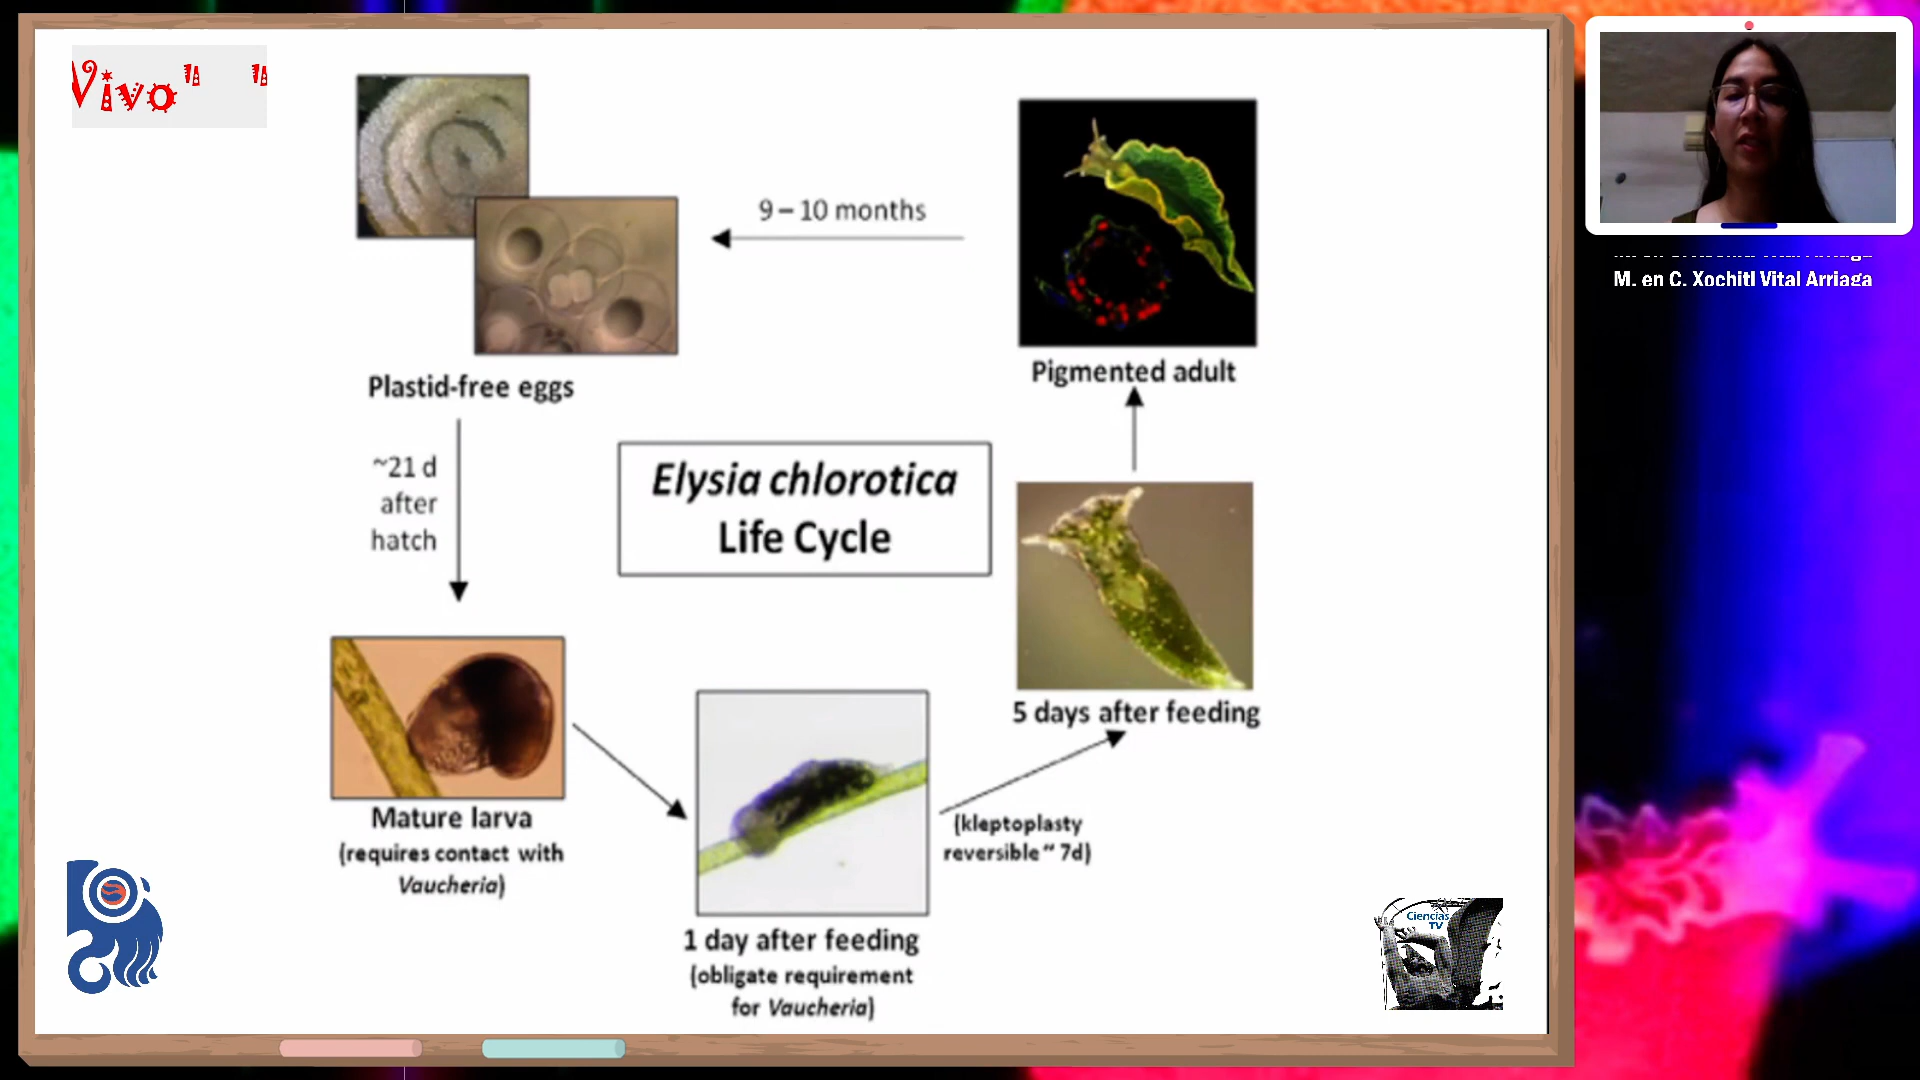 Vivo
9 – 10 months
Plastid-free eggs
~21 d
after
hatch
Elysia chlorotica
Life Cycle
Pigmented adult
5 days after feeding
Mature larva
(requires contact with
Vaucheria)
(kleptoplasty
reversible ~ 7d)
1 day after feeding
(obligate requirement
for Vaucheria)
Ciencias
TV
M. en C. Xochitl Vital Arriaga